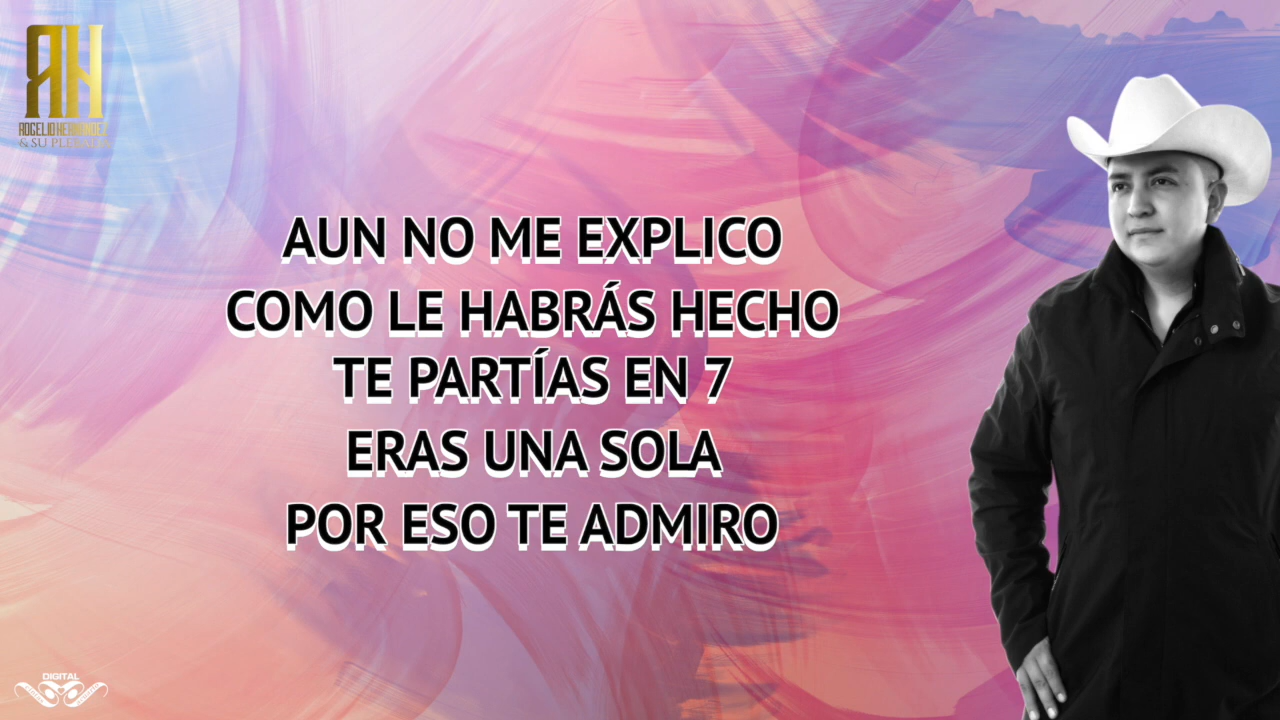 AH
ROGELIO HERNANDEZ
& SU PLEBADA
AUN NO ME EXPLICO
COMO LE HABRÁS HECHO
TE PARTÍAS EN 7
ERAS UNA SOLA
POR ESO TE ADMIRO
DIGITAL